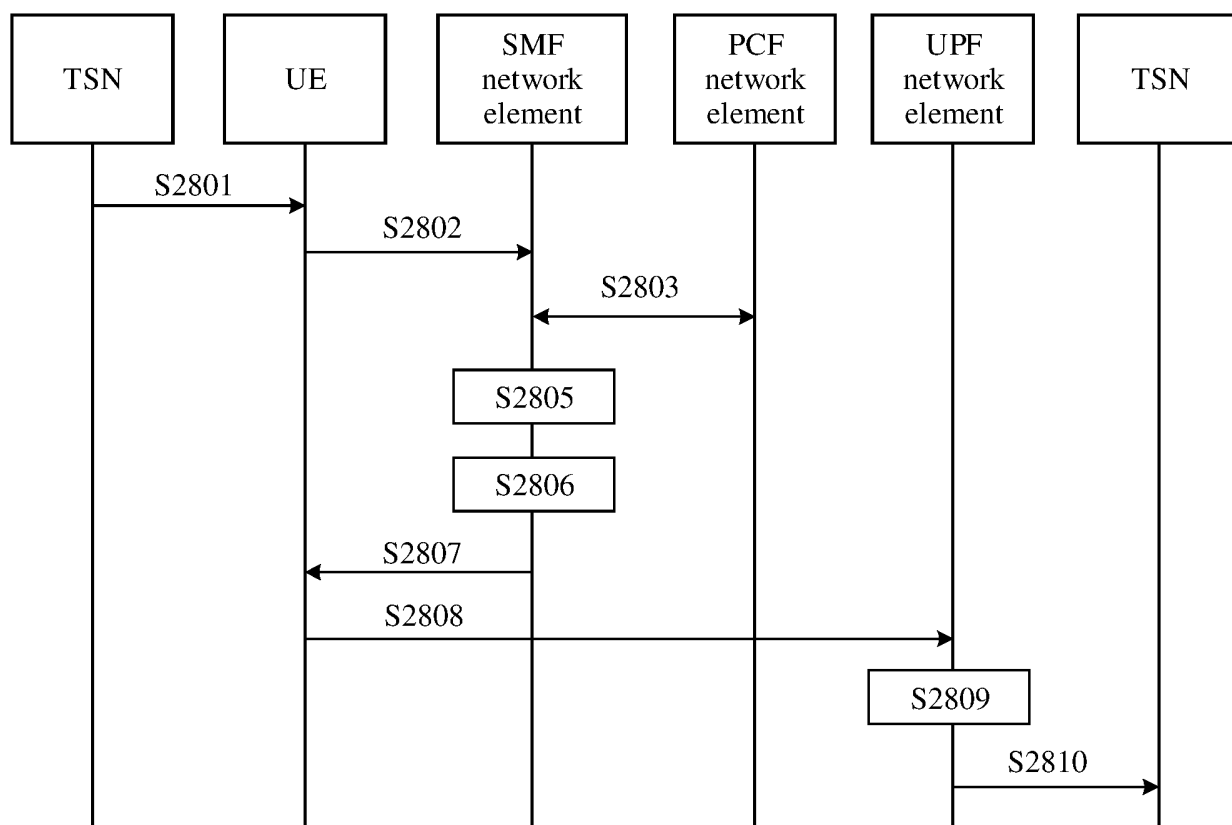 TSN
UE
SMF
network
element
PCF
network
element
UPF
network
element
TSN
S2801
S2802
S2803
S2805
S2806
S2807
S2808
S2809
S2810